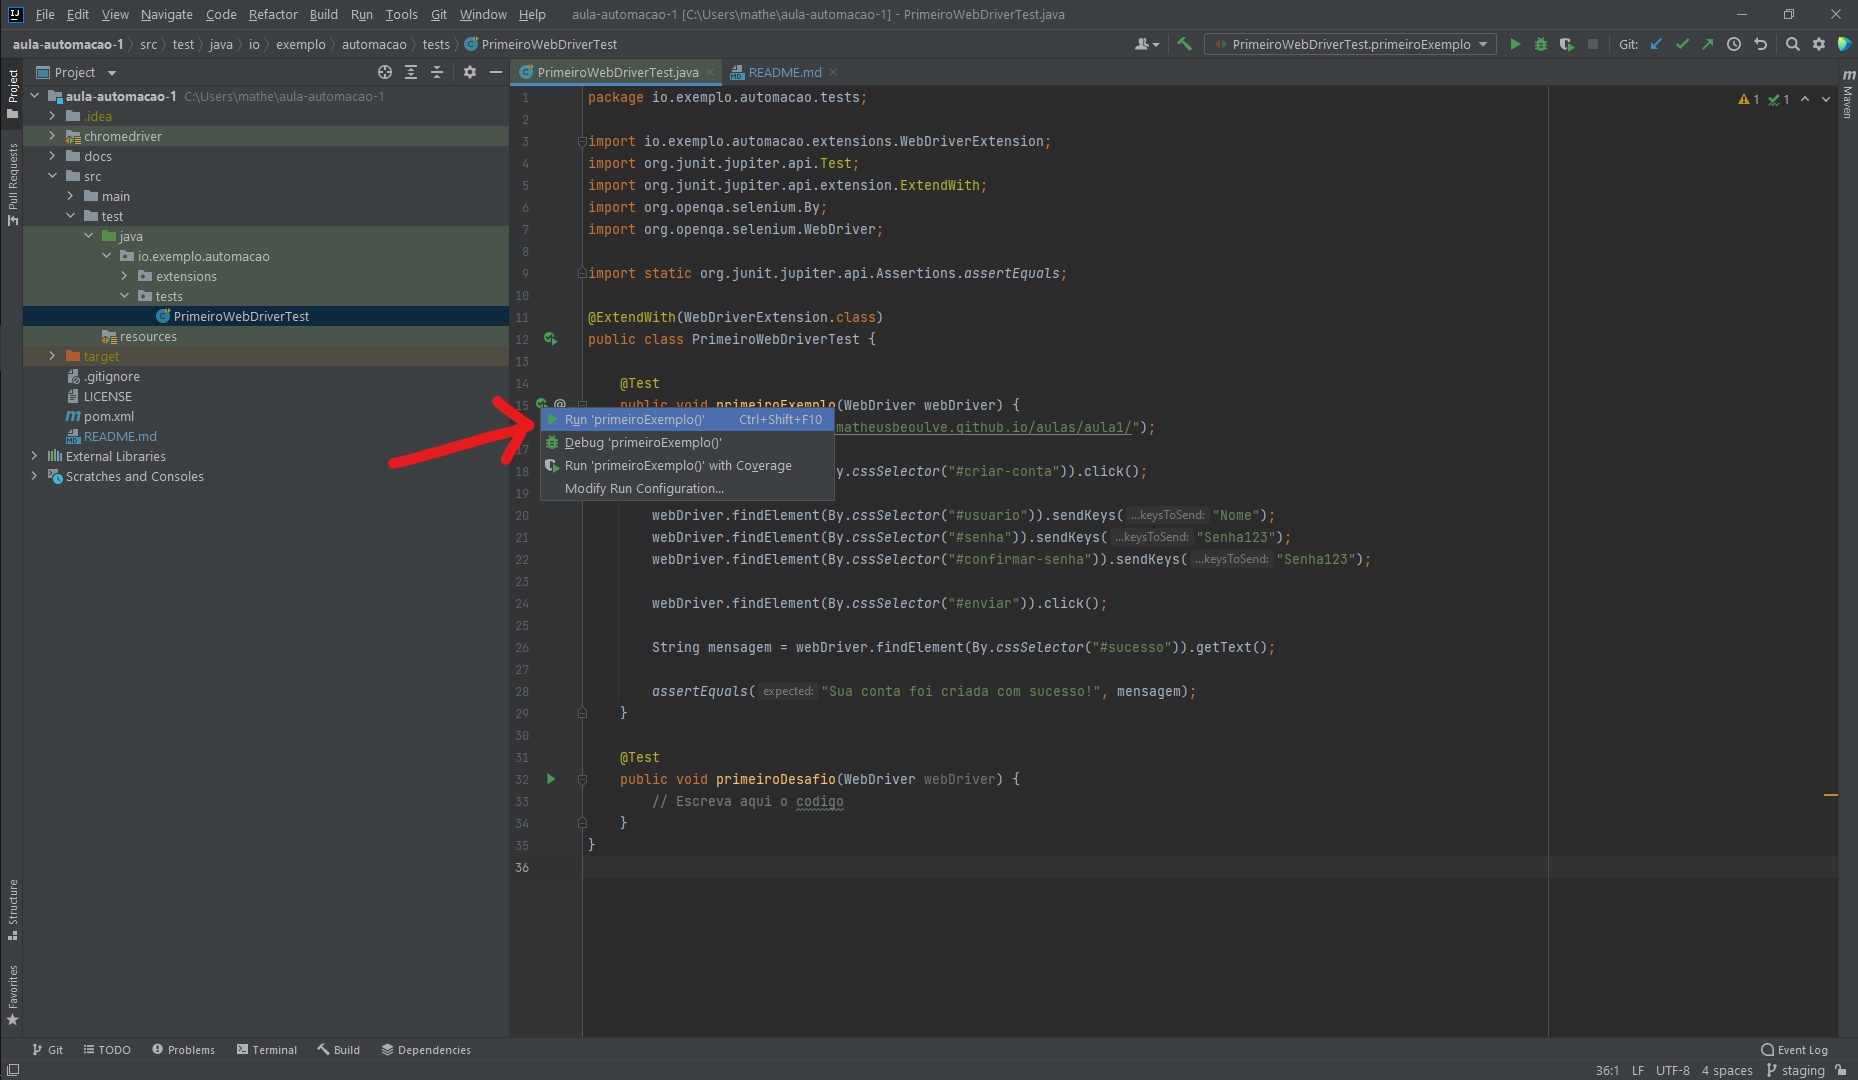 File Edit View Navigate Code Refactor Build Run Tools Git Window Help aula-automacao-1 [C:\Users\mathe\aula-automacao-1] - PrimeiroWebDriverTest.java
aula-automacao-1 src test java io exemplo automacao tests PrimeiroWebDriverTest PrimeiroWebDriverTest.primeiroExemplo Git:
Project
PrimeiroWebDriverTest.java README.md
aula-automacao-1 C:\Users\mathe\aula-automacao-1
.idea
chromedriver
docs
src
main
test
java
io.exemplo.automacao
extensions
tests
PrimeiroWebDriverTest
resources
target
.gitignore
LICENSE
pom.xml
README.md
External Libraries
Scratches and Consoles
Project
Pull Requests
Structure
Favorites
1 package io.exemplo.automacao.tests;
2
3 import io.exemplo.automacao.extensions.WebDriverExtension;
4 import org.junit.jupiter.api.Test;
5 import org.junit.jupiter.api.extension.ExtendWith;
6 import org.openqa.selenium.By;
7 import org.openqa.selenium.WebDriver;
8
9 import static org.junit.jupiter.api.Assertions.assertEquals;
10
11 @ExtendWith(WebDriverExtension.class)
12 public class PrimeiroWebDriverTest {
13
14 @Test
15 @ public void primeiroExemplo(WebDriver webDriver) {
matheusbeoulve.github.io/aulas/aula1/");
17
18 y.cssSelector("#criar-conta")).click();
19
20 webDriver.findElement(By.cssSelector("#usuario")).sendKeys( ...keysToSend: "Nome");
21 webDriver.findElement(By.cssSelector("#senha")).sendKeys( ...keysToSend: "Senha123");
22 webDriver.findElement(By.cssSelector("#confirmar-senha")).sendKeys( ...keysToSend: "Senha123");
23
24 webDriver.findElement(By.cssSelector("#enviar")).click();
25
26 String mensagem = webDriver.findElement(By.cssSelector("#sucesso")).getText();
27
28 assertEquals( expected: "Sua conta foi criada com sucesso!", mensagem);
29 }
30
31 @Test
32 public void primeiroDesafio(WebDriver webDriver) {
33 // Escreva aqui o codigo
34 }
35 }
36
Run 'primeiroExemplo()' Ctrl+Shift+F10
Debug 'primeiroExemplo()'
Run 'primeiroExemplo()' with Coverage
Modify Run Configuration...
1 1
Maven
Git TODO Problems Terminal Build Dependencies Event Log
36:1 LF UTF-8 4 spaces staging